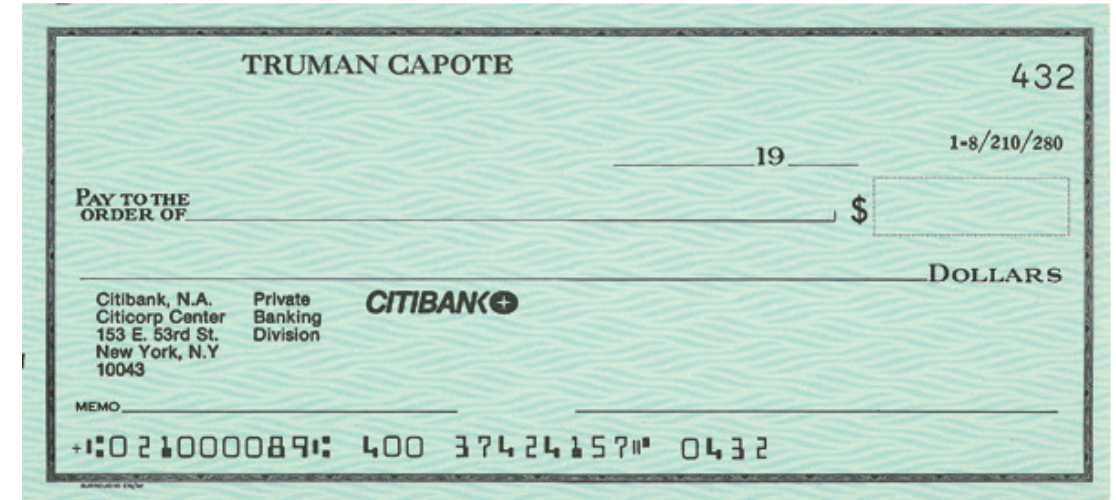 TRUMAN CAPOTE
432
1-8/210/280
19
PAY TO THE
ORDER OF
$
DOLLARS
Citibank, N.A. Private
Citicorp Center Banking
153 E. 53rd St. Division
New York, N.Y
10043
CITIBANK
MEMO
⑆021000089⑆ 400 37424157⑈ 0432